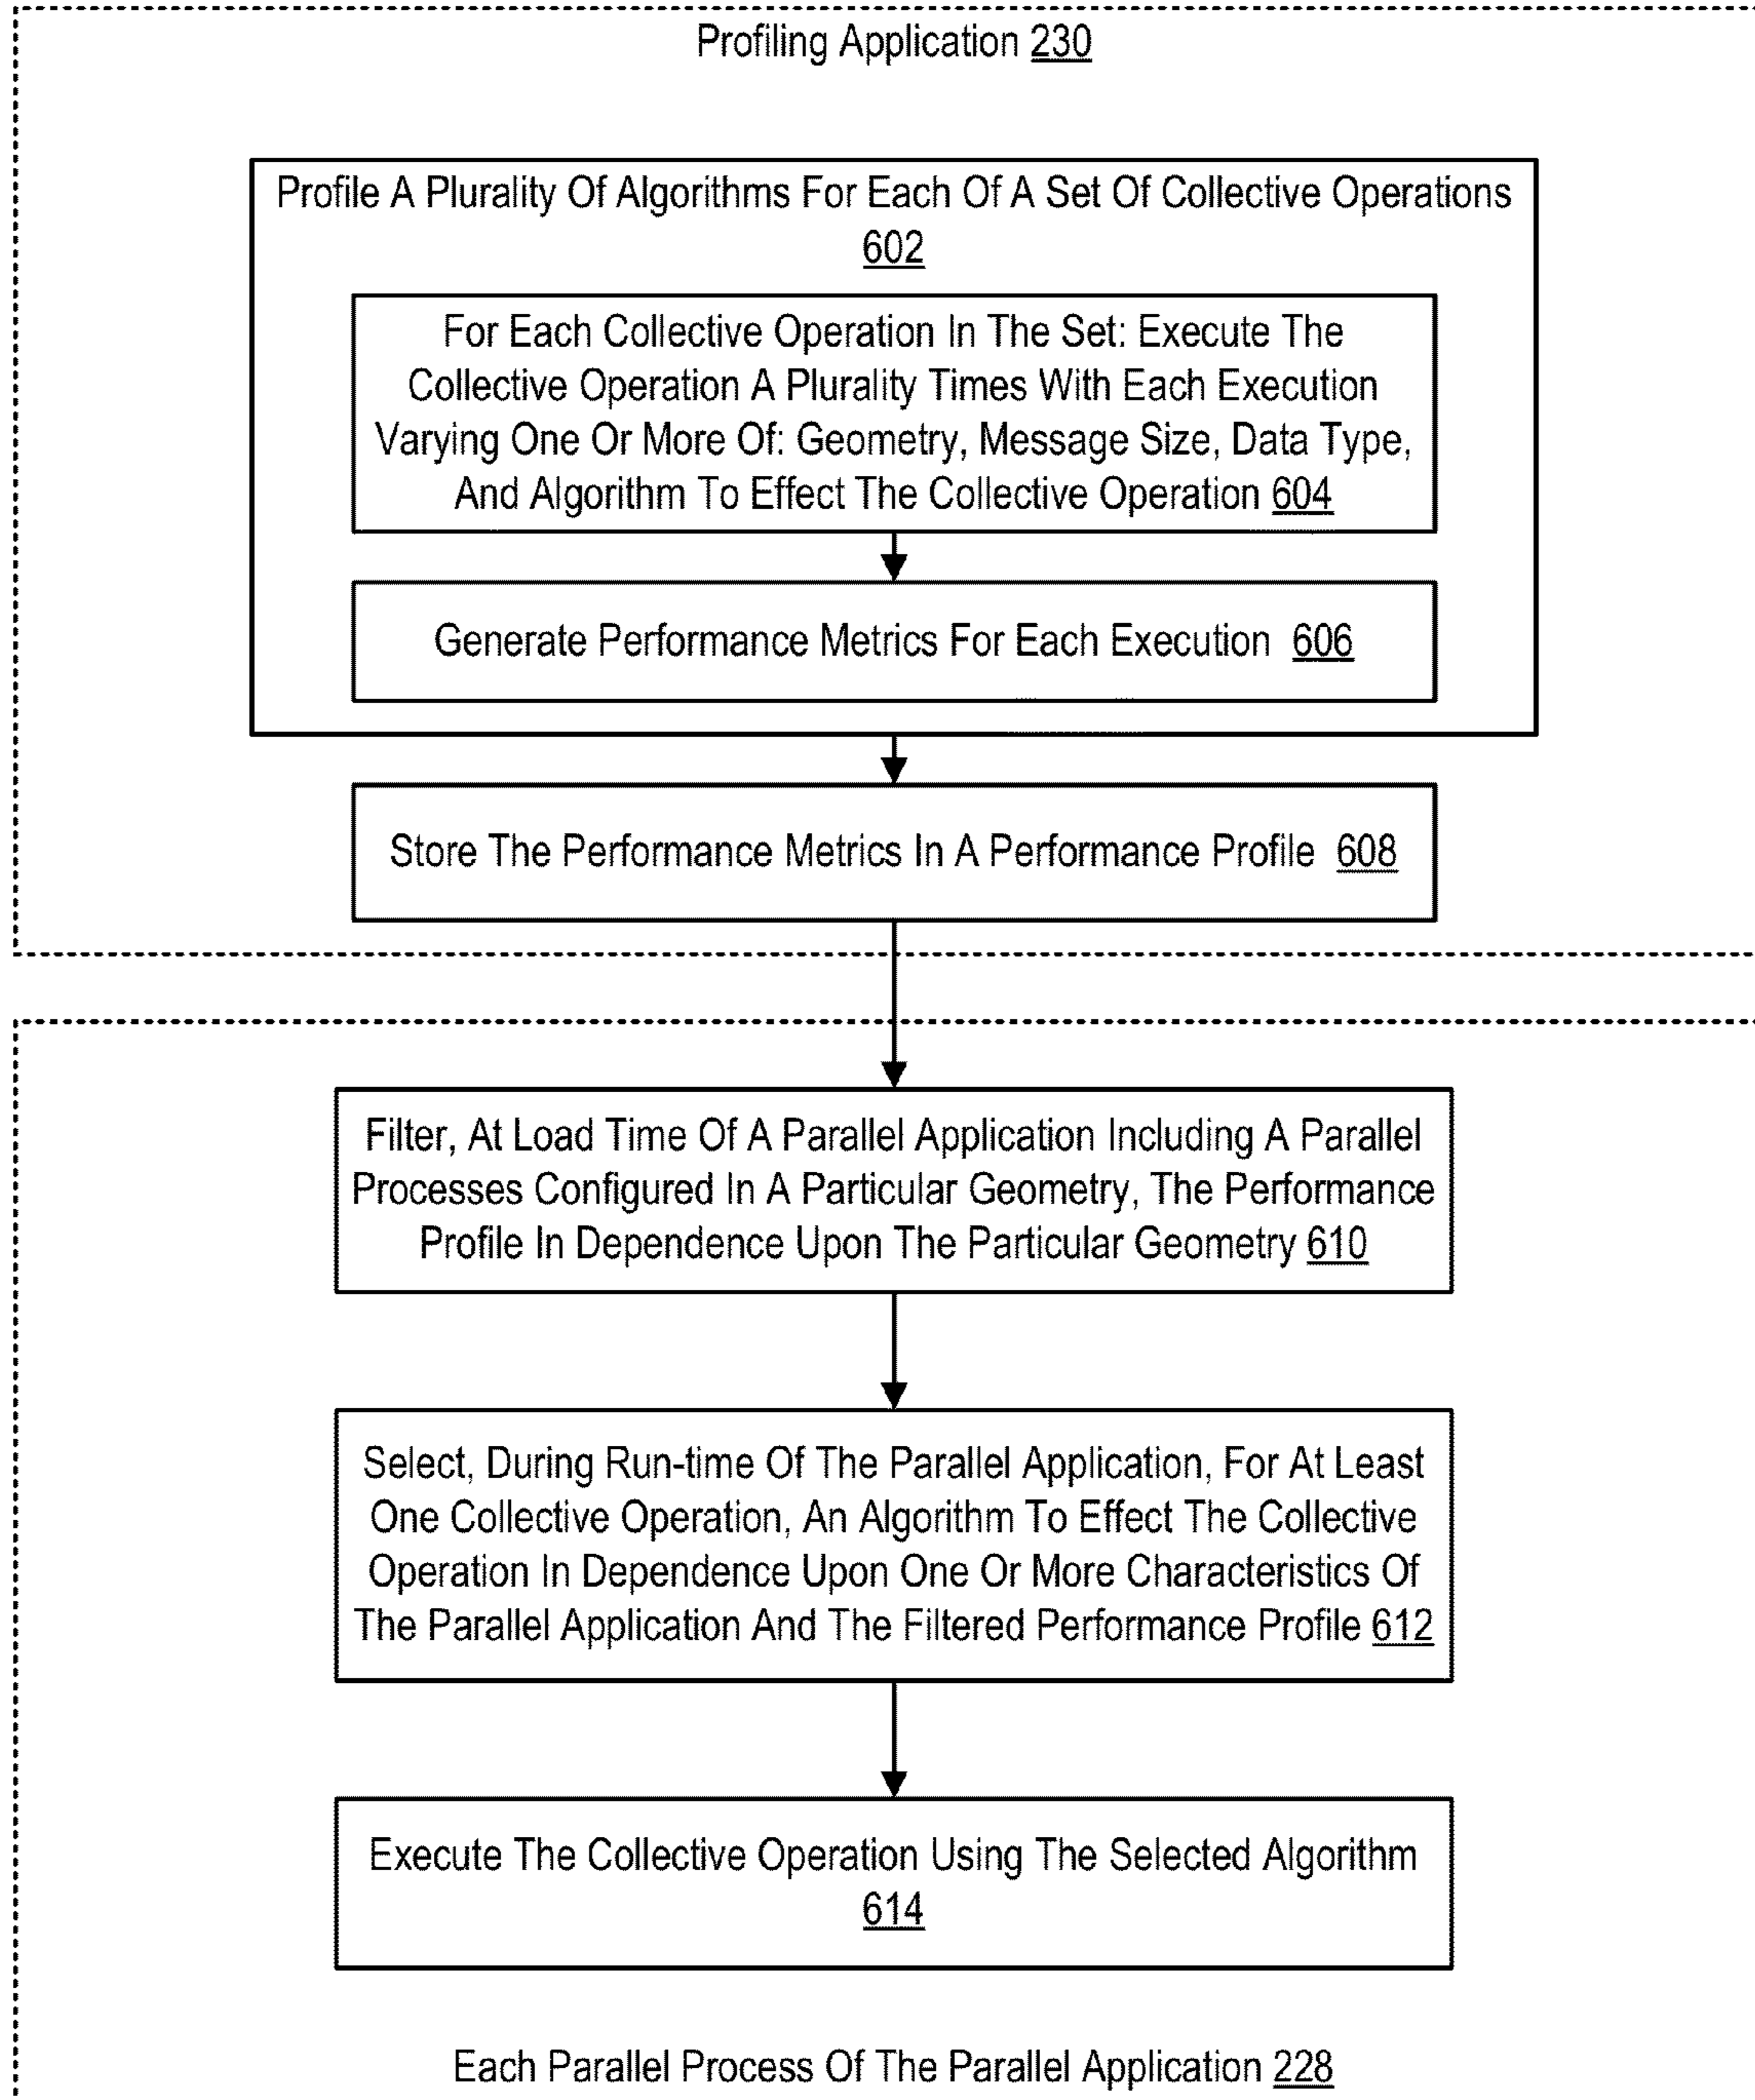 Profiling Application 230
Profile A Plurality Of Algorithms For Each Of A Set Of Collective Operations
602
For Each Collective Operation In The Set: Execute The
Collective Operation A Plurality Times With Each Execution
Varying One Or More Of: Geometry, Message Size, Data Type,
And Algorithm To Effect The Collective Operation 604
Generate Performance Metrics For Each Execution 606
Store The Performance Metrics In A Performance Profile 608
Filter, At Load Time Of A Parallel Application Including A Parallel
Processes Configured In A Particular Geometry, The Performance
Profile In Dependence Upon The Particular Geometry 610
Select, During Run-time Of The Parallel Application, For At Least
One Collective Operation, An Algorithm To Effect The Collective
Operation In Dependence Upon One Or More Characteristics Of
The Parallel Application And The Filtered Performance Profile 612
Execute The Collective Operation Using The Selected Algorithm
614
Each Parallel Process Of The Parallel Application 228